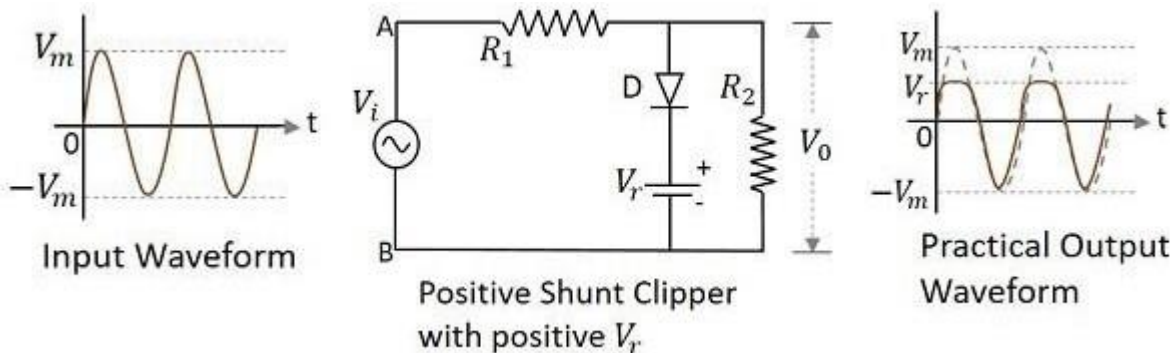 V_m
0
t
−V_m
Input Waveform
A
R_1
V_i
D
R_2
V_r
+
-
V_0
B
Positive Shunt Clipper
with positive V_r
V_m
V_r
0
t
−V_m
Practical Output
Waveform